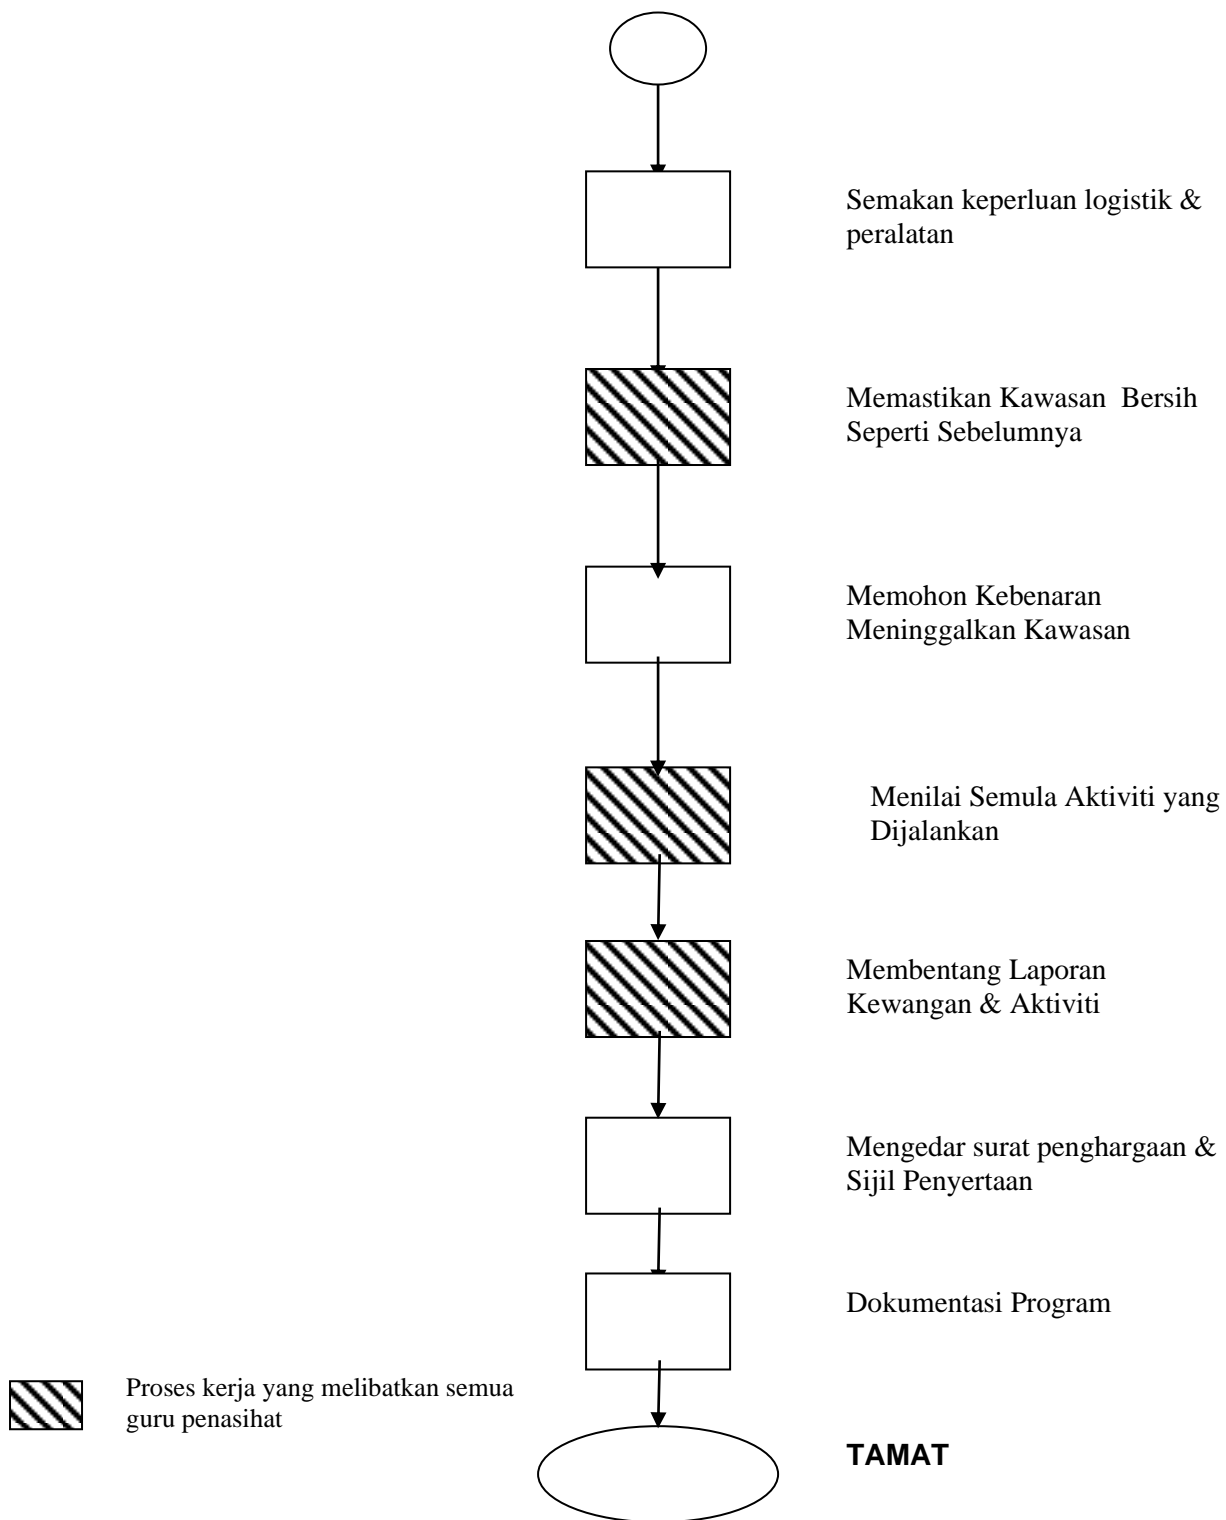 Semakan keperluan logistik &
peralatan
Memastikan Kawasan  Bersih
Seperti Sebelumnya
Memohon Kebenaran
Meninggalkan Kawasan
Menilai Semula Aktiviti yang
Dijalankan
Membentang Laporan
Kewangan & Aktiviti
Mengedar surat penghargaan &
Sijil Penyertaan
Dokumentasi Program
Proses kerja yang melibatkan semua
guru penasihat
TAMAT